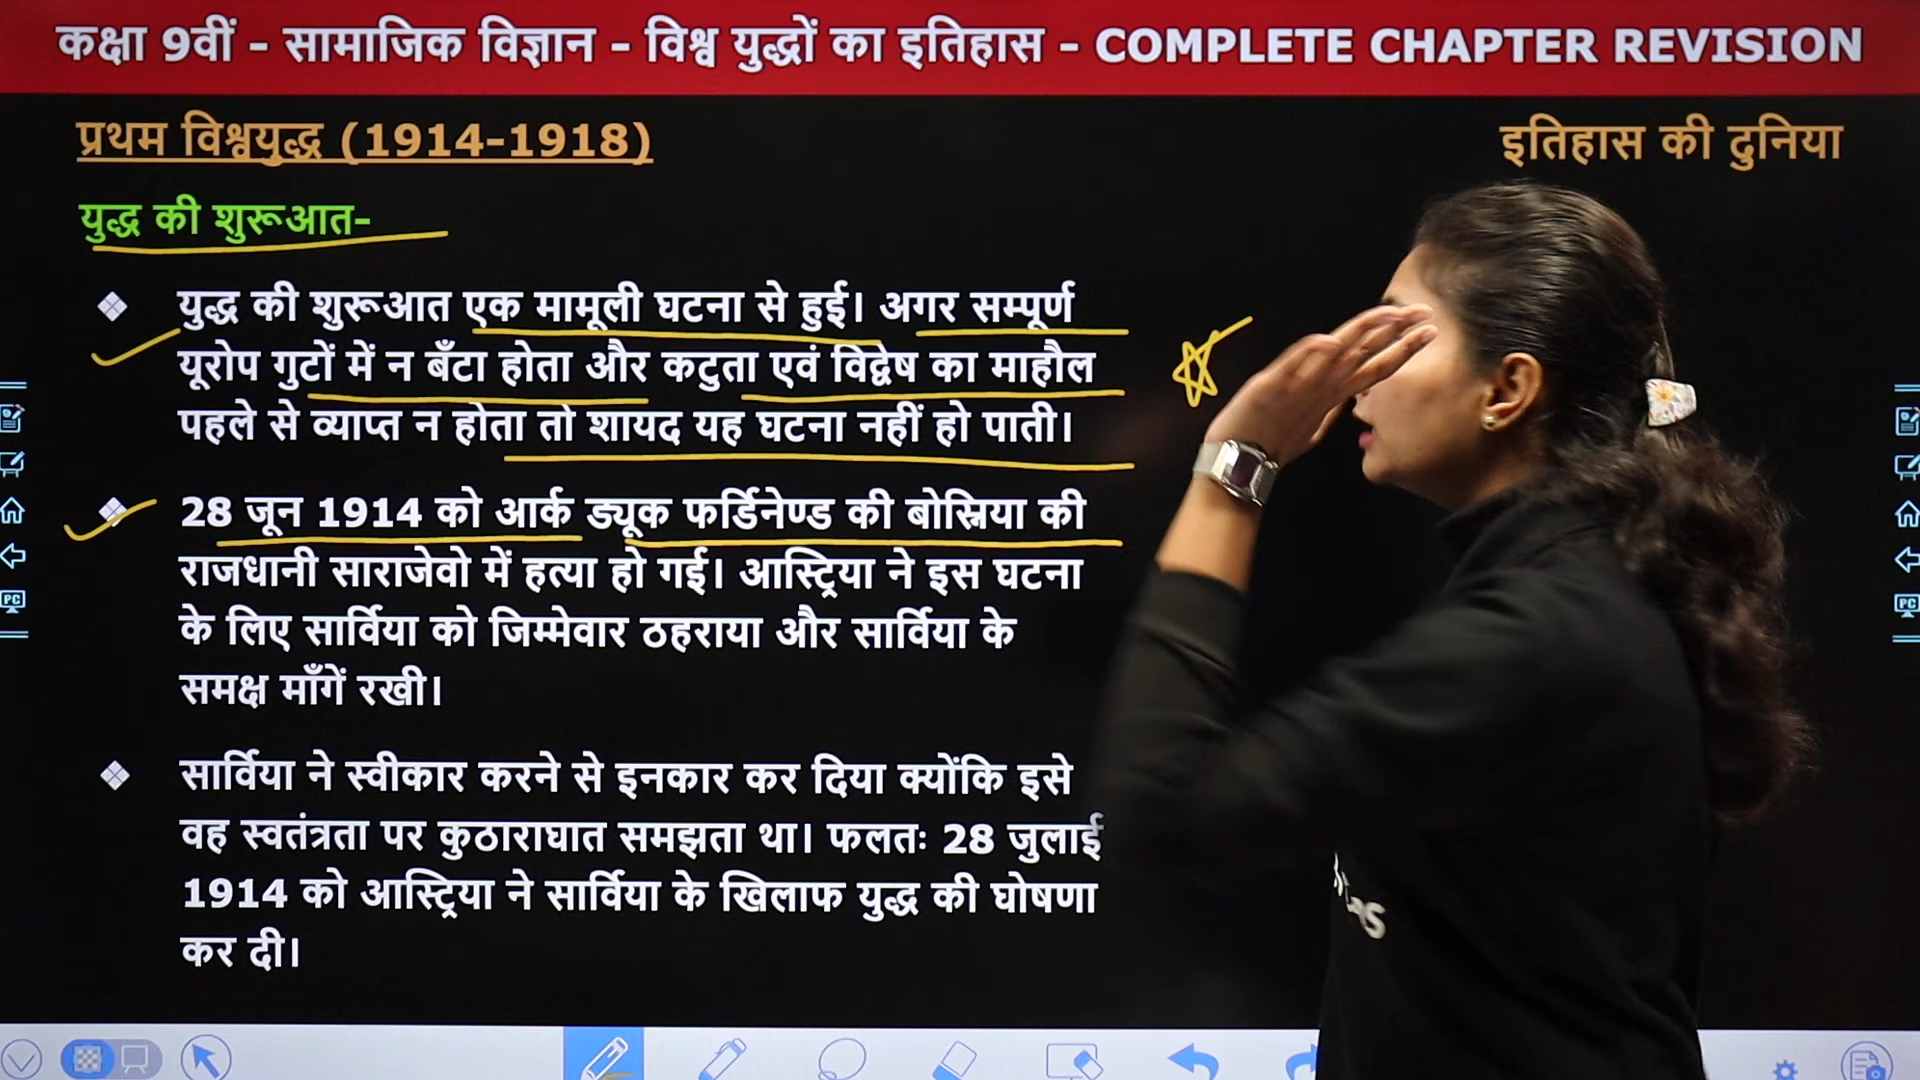 कक्षा 9वीं - सामाजिक विज्ञान - विश्व युद्धों का इतिहास - COMPLETE CHAPTER REVISION
प्रथम विश्वयुद्ध (1914-1918)
इतिहास की दुनिया
युद्ध की शुरूआत-
❖ युद्ध की शुरूआत एक मामूली घटना से हुई। अगर सम्पूर्ण
यूरोप गुटों में न बँटा होता और कटुता एवं विद्वेष का माहौल
पहले से व्याप्त न होता तो शायद यह घटना नहीं हो पाती।
❖ 28 जून 1914 को आर्क ड्यूक फर्डिनेण्ड की बोस्निया की
राजधानी साराजेवो में हत्या हो गई। आस्ट्रिया ने इस घटना
के लिए सार्विया को जिम्मेवार ठहराया और सार्विया के
समक्ष माँगें रखी।
❖ सार्विया ने स्वीकार करने से इनकार कर दिया क्योंकि इसे
वह स्वतंत्रता पर कुठाराघात समझता था। फलतः 28 जुलाई
1914 को आस्ट्रिया ने सार्विया के खिलाफ युद्ध की घोषणा
कर दी।
PC
PC